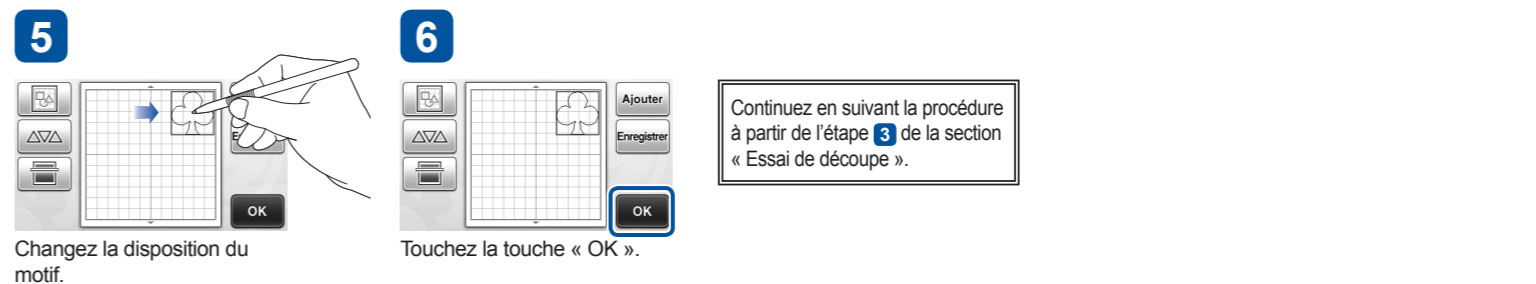 5
OK
Changez la disposition du
motif.
6
Ajouter
Enregistrer
OK
Touchez la touche « OK ».
Continuez en suivant la procédure
à partir de l’étape 3 de la section
« Essai de découpe ».